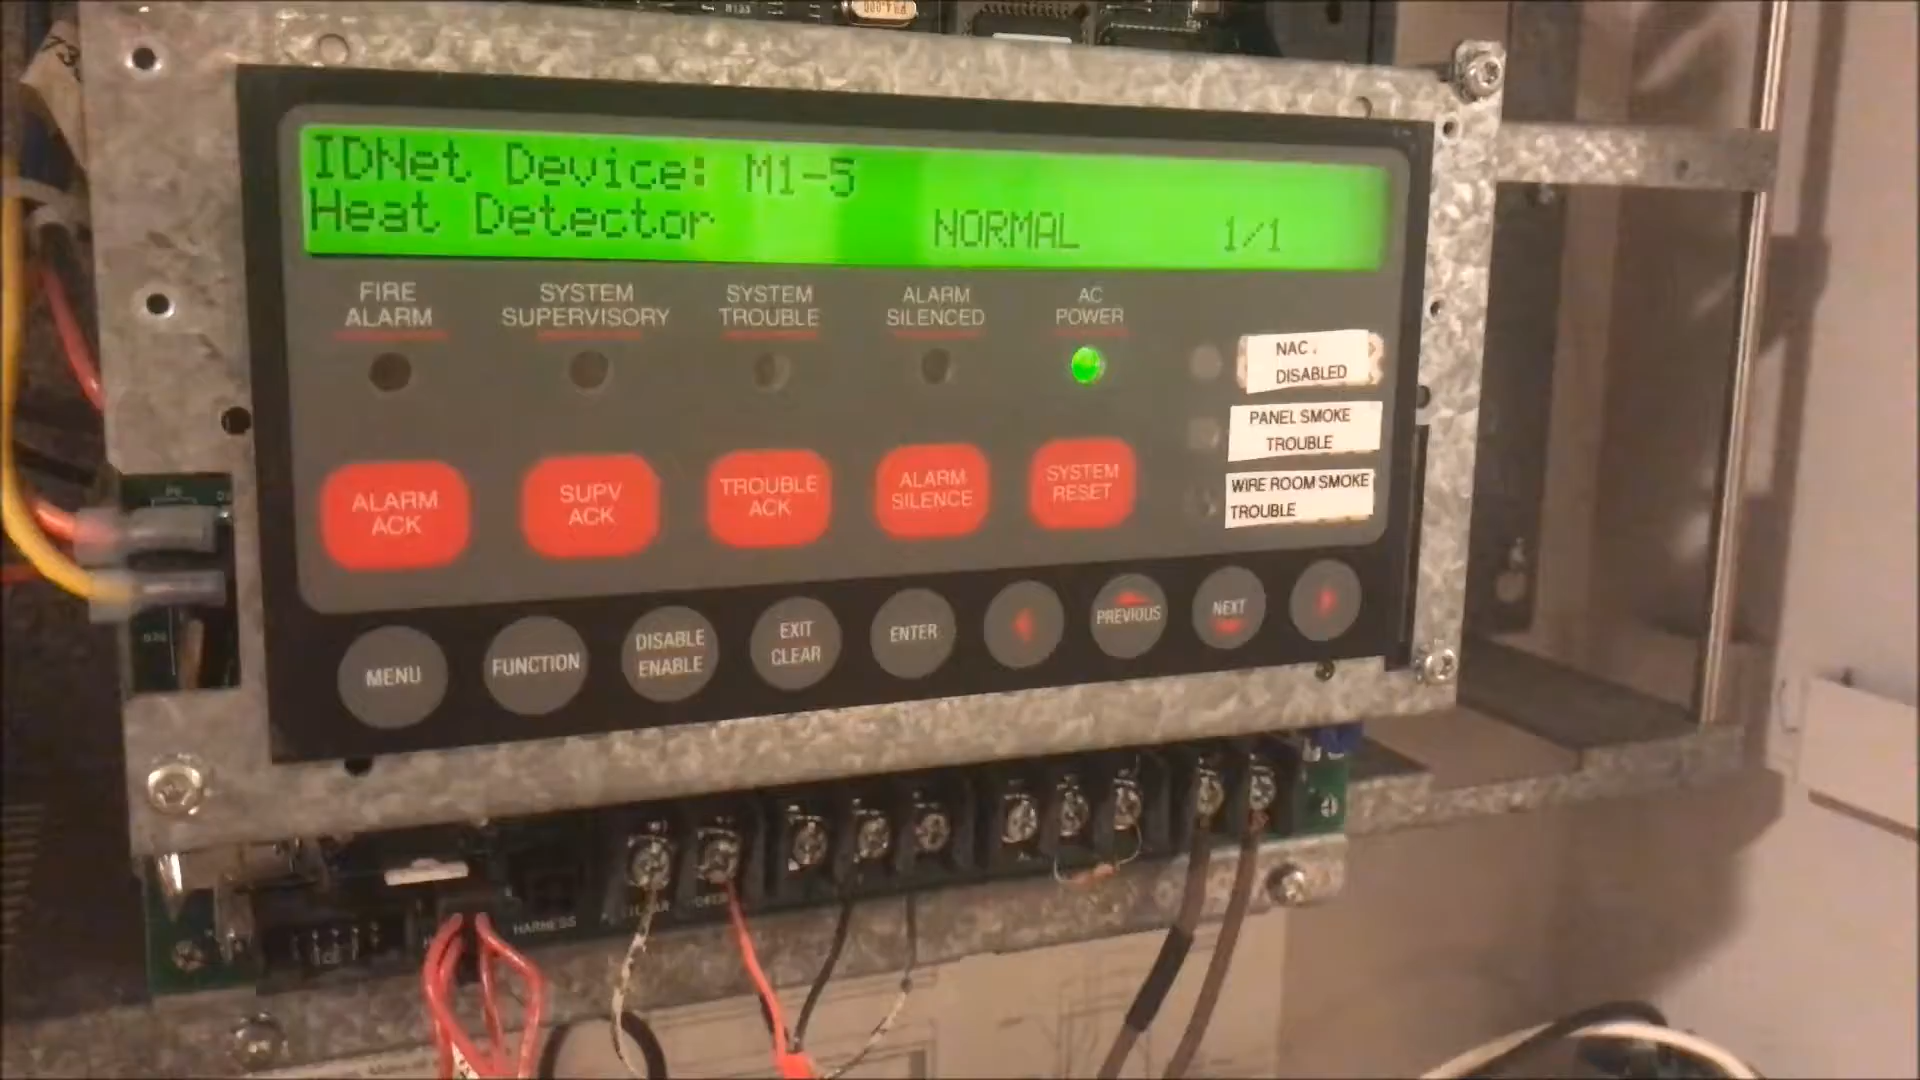 IDNet Device: M1-5
Heat Detector NORMAL 1/1
FIRE ALARM
SYSTEM SUPERVISORY
SYSTEM TROUBLE
ALARM SILENCED
AC POWER
NAC
DISABLED
PANEL SMOKE
TROUBLE
WIRE ROOM SMOKE
TROUBLE
ALARM ACK
SUPV ACK
TROUBLE ACK
ALARM SILENCE
SYSTEM RESET
MENU
FUNCTION
DISABLE ENABLE
EXIT CLEAR
ENTER
PREVIOUS
NEXT
HARNESS